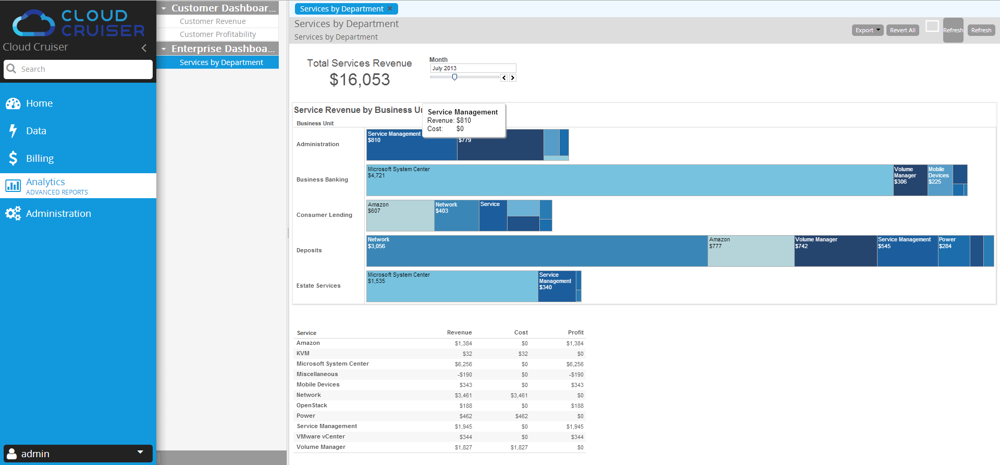 CLOUD
CRUISER
Cloud Cruiser
Search
Home
Data
Billing
Analytics
ADVANCED REPORTS
Administration
admin
Customer Dashboar...
Customer Revenue
Customer Profitability
Enterprise Dashboa...
Services by Department
Services by Department
Services by Department
Services by Department
Export
Revert All
Refresh
Refresh
Total Services Revenue
$16,053
Month
July 2013
Service Revenue by Business
Service Management
Revenue: $810
Cost: $0
Business Unit
Administration
Service Management
$810
$779
Business Banking
Microsoft System Center
$4,721
Volume
Manager
$306
Mobile
Devices
$225
Consumer Lending
Amazon
$607
Network
$403
Service
Deposits
Network
$3,056
Amazon
$777
Volume Manager
$742
Service Management
$545
Power
$284
Estate Services
Microsoft System Center
$1,535
Service
Management
$340
Service Revenue Cost Profit
Amazon $1,384 $0 $1,384
KVM $32 $32 $0
Microsoft System Center $6,256 $0 $6,256
Miscellaneous -$190 $0 -$190
Mobile Devices $343 $0 $343
Network $3,461 $3,461 $0
OpenStack $188 $0 $188
Power $462 $462 $0
Service Management $1,945 $0 $1,945
VMware vCenter $344 $0 $344
Volume Manager $1,827 $1,827 $0